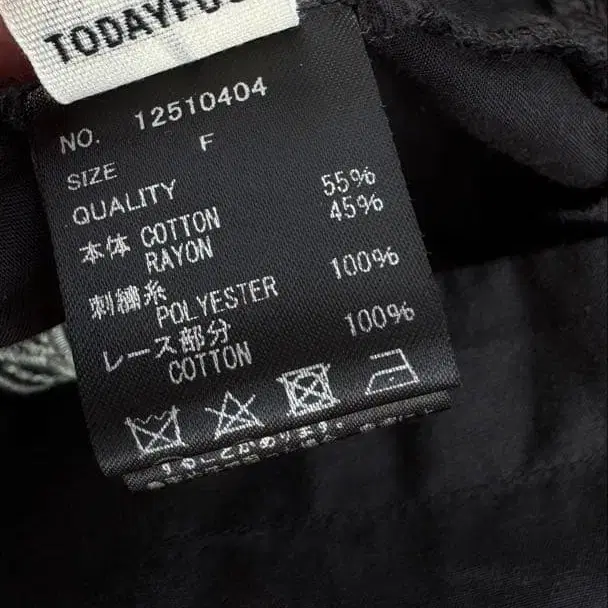 NO. 12510404
SIZE F
QUALITY
本体 COTTON 55%
RAYON 45%
刺繍糸
POLYESTER 100%
レース部分
COTTON 100%